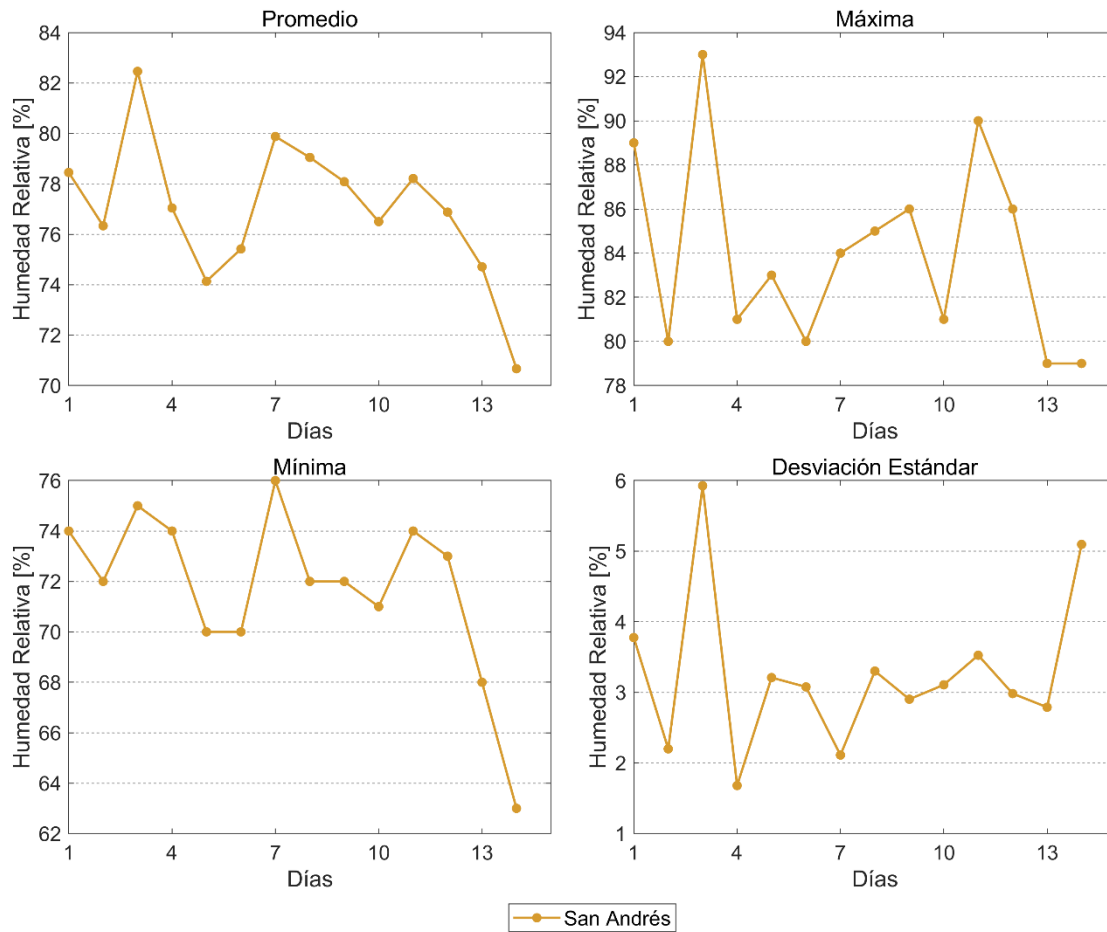 Promedio
Humedad Relativa [%]
84
82
80
78
76
74
72
70
1 4 7 10 13
Días
Máxima
Humedad Relativa [%]
94
92
90
88
86
84
82
80
78
1 4 7 10 13
Días
Mínima
Humedad Relativa [%]
76
74
72
70
68
66
64
62
1 4 7 10 13
Días
Desviación Estándar
Humedad Relativa [%]
6
5
4
3
2
1
1 4 7 10 13
Días
San Andrés